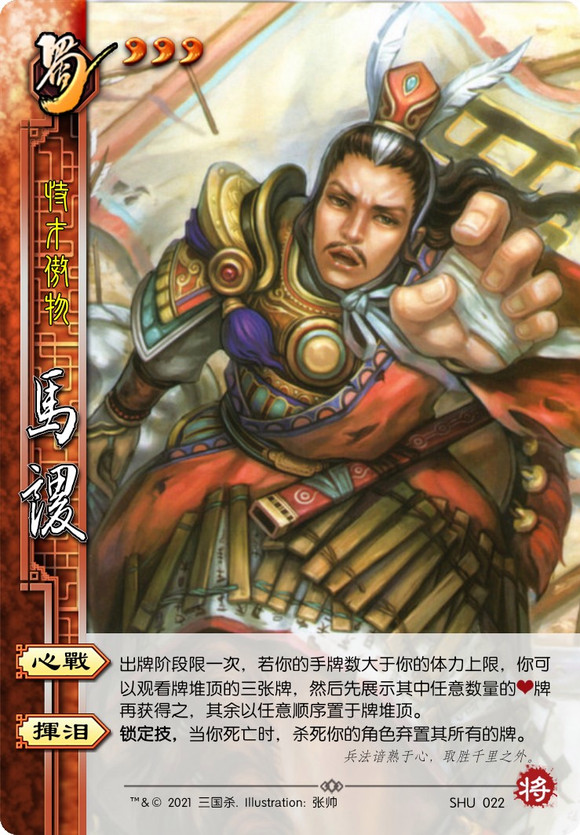 蜀
恃才傲物
馬謖
心戰
出牌阶段限一次，若你的手牌数大于你的体力上限，你可
以观看牌堆顶的三张牌，然后先展示其中任意数量的❤牌
再获得之，其余以任意顺序置于牌堆顶。
揮泪
锁定技，当你死亡时，杀死你的角色弃置其所有的牌。
兵法谙熟于心，取胜千里之外。
™&© 2021 三国杀. Illustration: 张帅
SHU 022
将